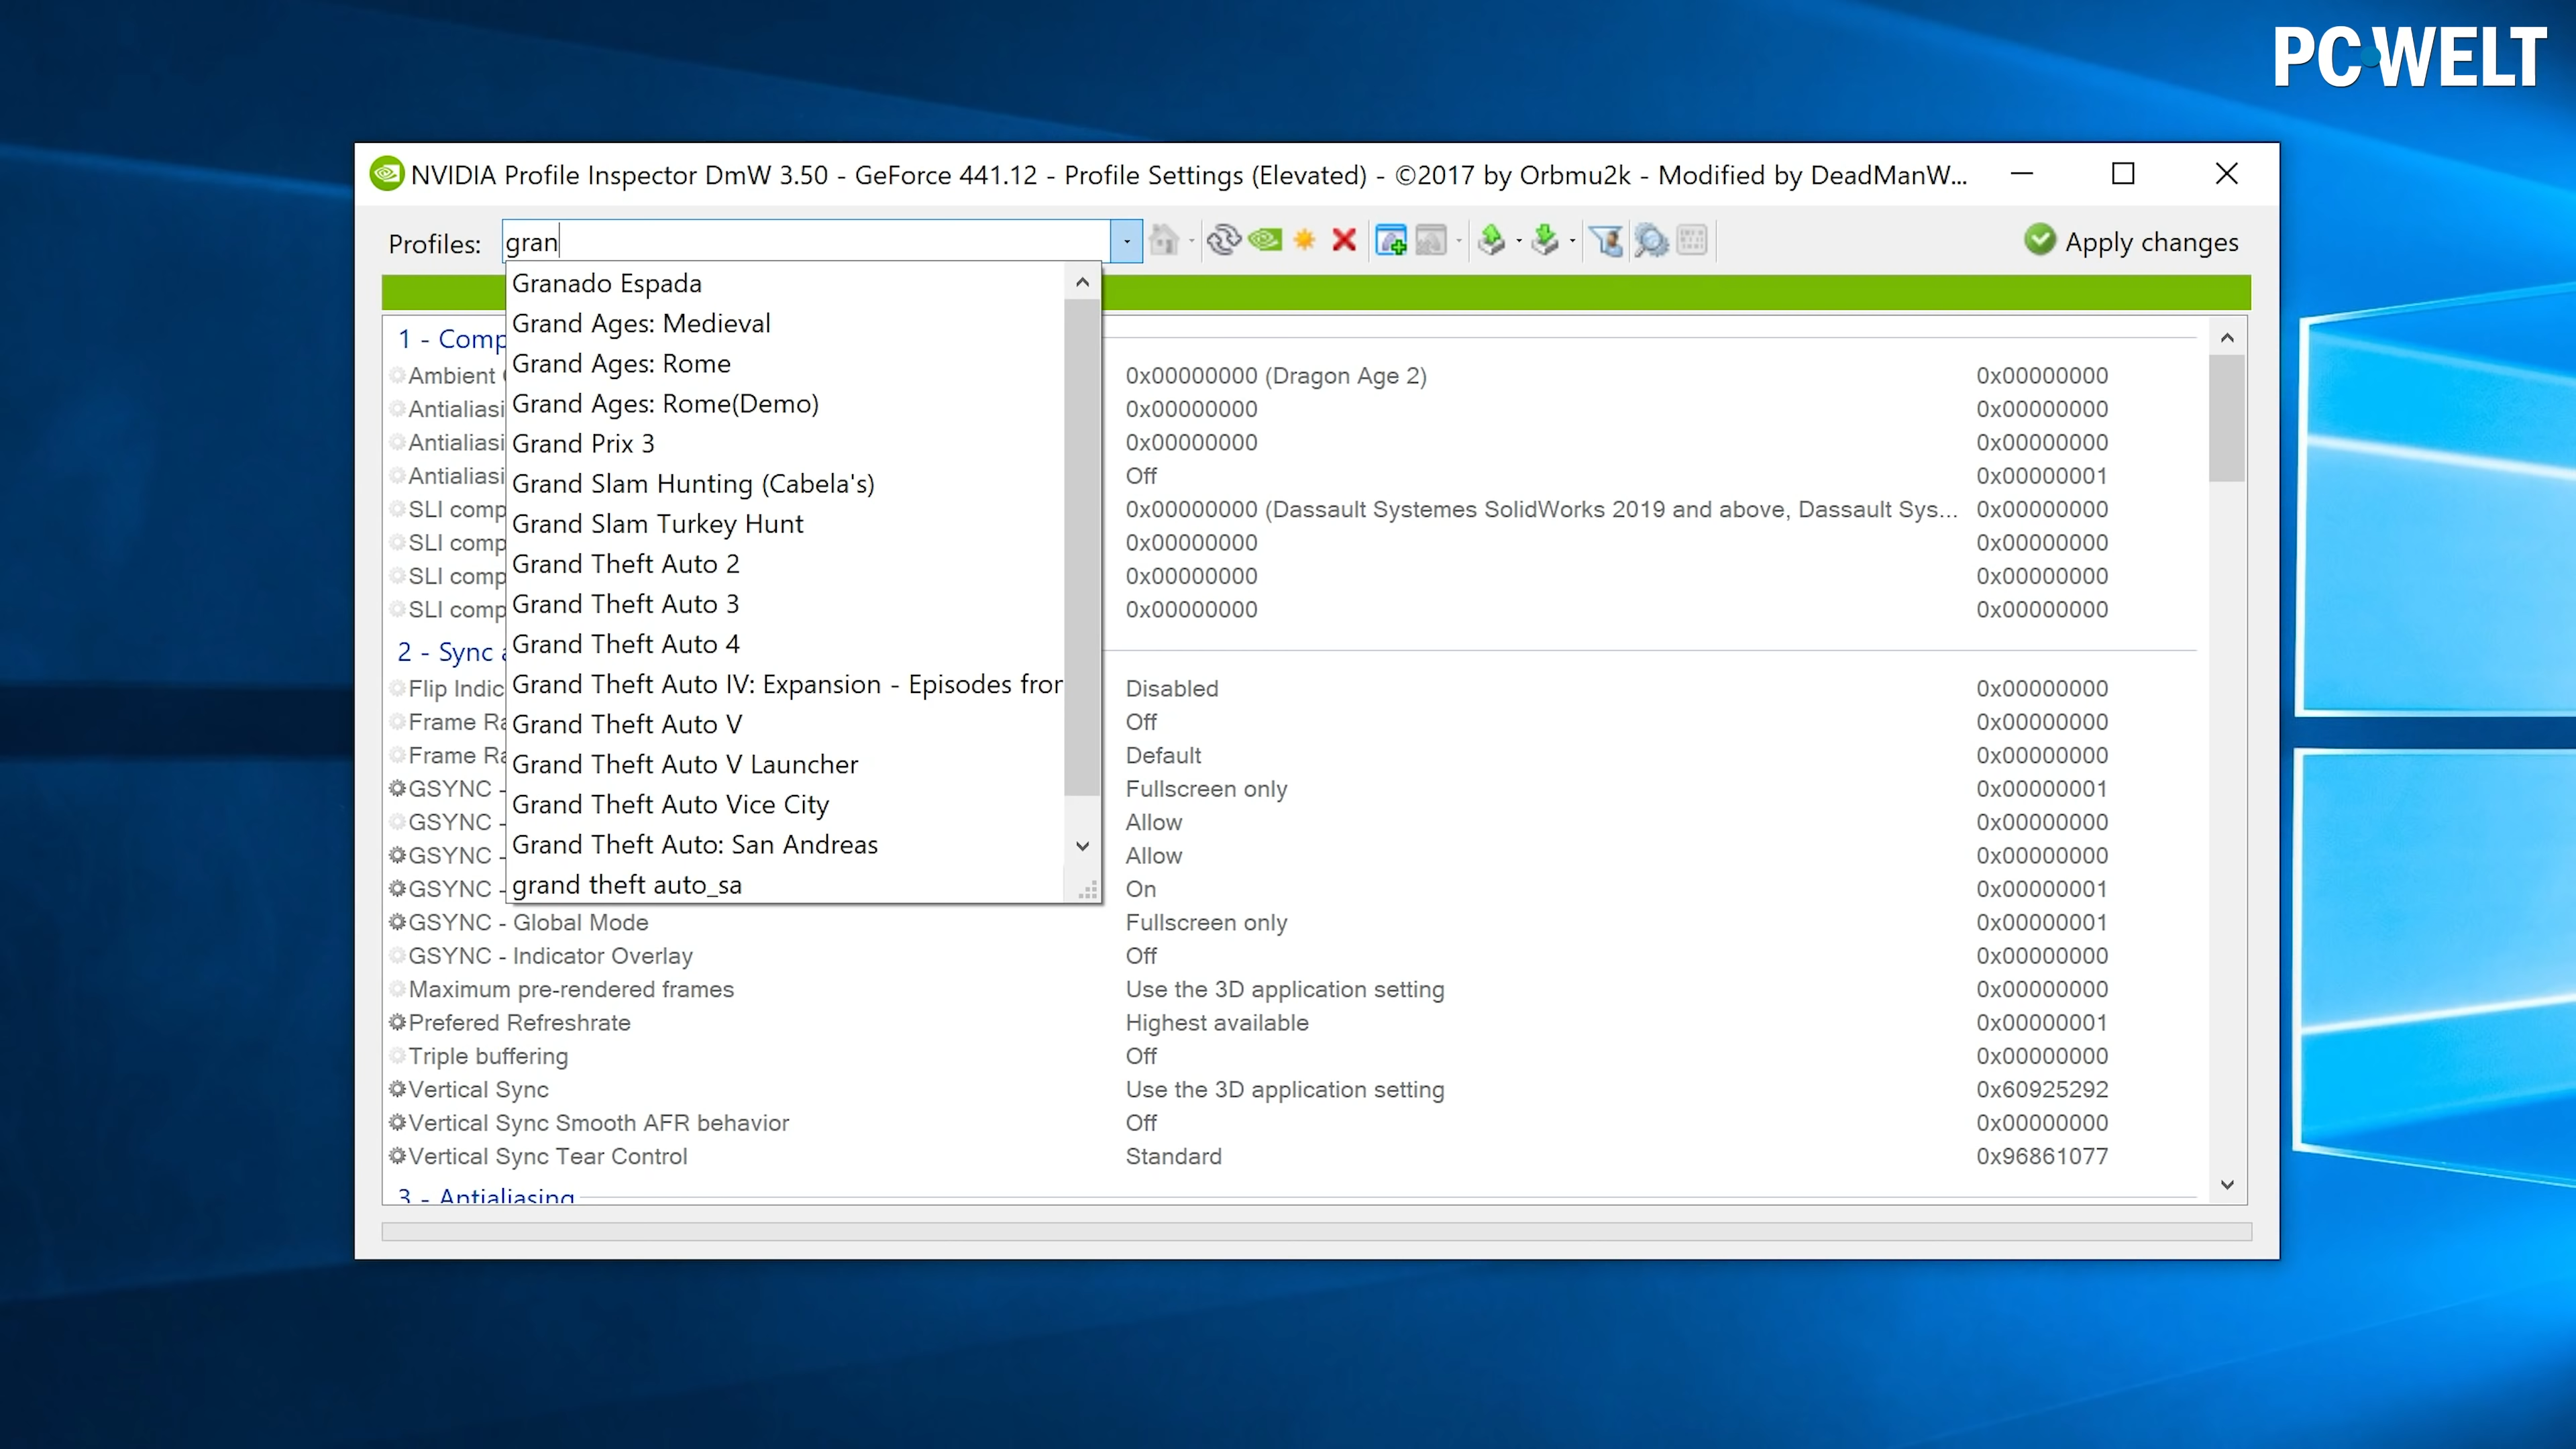 PC WELT
NVIDIA Profile Inspector DmW 3.50 - GeForce 441.12 - Profile Settings (Elevated) - ©2017 by Orbmu2k - Modified by DeadManW...
Profiles: gran Apply changes
Granado Espada
Grand Ages: Medieval
Grand Ages: Rome
Grand Ages: Rome(Demo)
Grand Prix 3
Grand Slam Hunting (Cabela's)
Grand Slam Turkey Hunt
Grand Theft Auto 2
Grand Theft Auto 3
Grand Theft Auto 4
Grand Theft Auto IV: Expansion - Episodes fror
Grand Theft Auto V
Grand Theft Auto V Launcher
Grand Theft Auto Vice City
Grand Theft Auto: San Andreas
grand theft auto_sa
1 - Comp
Ambient 0x00000000 (Dragon Age 2) 0x00000000
Antialiasi 0x00000000 0x00000000
Antialiasi 0x00000000 0x00000000
Antialiasi Off 0x00000001
SLI comp 0x00000000 (Dassault Systemes SolidWorks 2019 and above, Dassault Sys... 0x00000000
SLI comp 0x00000000 0x00000000
SLI comp 0x00000000 0x00000000
SLI comp 0x00000000 0x00000000
2 - Sync a
Flip Indic Disabled 0x00000000
Frame Ra Off 0x00000000
Frame Ra Default 0x00000000
GSYNC - Fullscreen only 0x00000001
GSYNC - Allow 0x00000000
GSYNC - Allow 0x00000000
GSYNC - On 0x00000001
GSYNC - Global Mode Fullscreen only 0x00000001
GSYNC - Indicator Overlay Off 0x00000000
Maximum pre-rendered frames Use the 3D application setting 0x00000000
Prefered Refreshrate Highest available 0x00000001
Triple buffering Off 0x00000000
Vertical Sync Use the 3D application setting 0x60925292
Vertical Sync Smooth AFR behavior Off 0x00000000
Vertical Sync Tear Control Standard 0x96861077
3 - Antialiasing